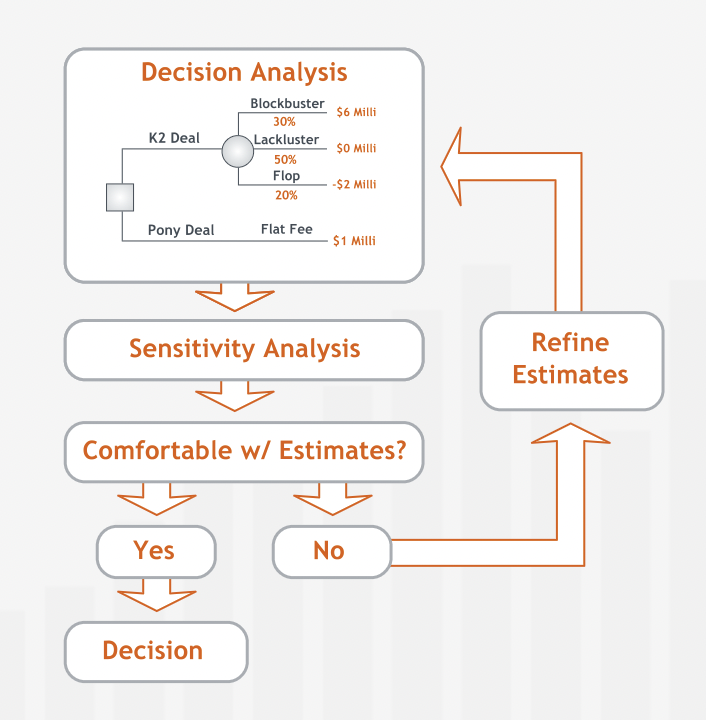 Decision Analysis
Blockbuster
30%
$6 Milli
K2 Deal
Lackluster
50%
$0 Milli
Flop
20%
-$2 Milli
Pony Deal
Flat Fee
$1 Milli
Sensitivity Analysis
Refine
Estimates
Comfortable w/ Estimates?
Yes
No
Decision